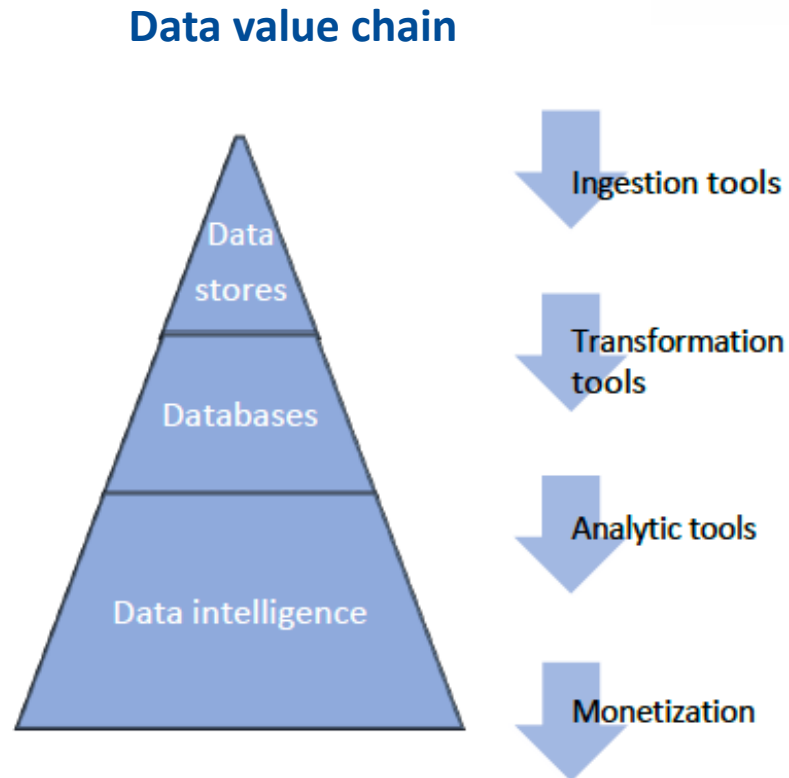 Data value chain
Data
stores
Databases
Data intelligence
Ingestion tools
Transformation
tools
Analytic tools
Monetization